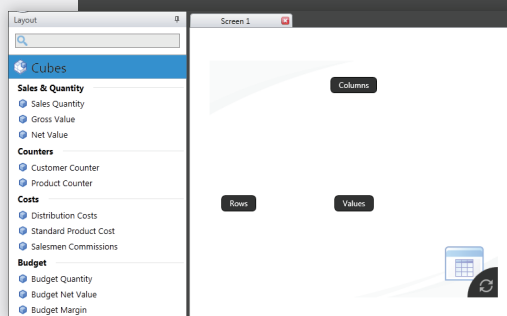 Layout
Screen 1
Cubes
Columns
Sales & Quantity
Sales Quantity
Gross Value
Net Value
Counters
Customer Counter
Product Counter
Costs
Distribution Costs
Standard Product Cost
Salesmen Commissions
Budget
Budget Quantity
Budget Net Value
Budget Margin
Rows
Values